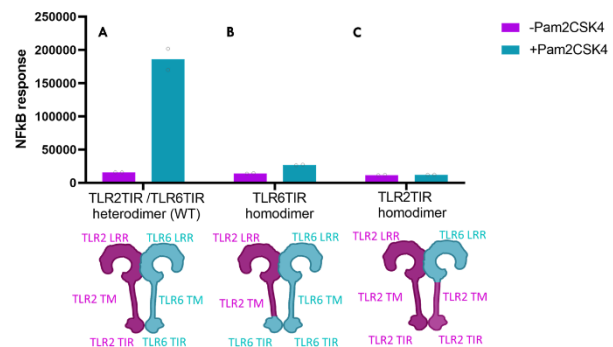 250000
200000
150000
100000
50000
0
NFkB response
A
B
C
-Pam2CSK4
+Pam2CSK4
TLR2TIR /TLR6TIR
heterodimer (WT)
TLR6TIR
homodimer
TLR2TIR
homodimer
TLR2 LRR TLR6 LRR
TLR2 TM TLR6 TM
TLR2 TIR TLR6 TIR
TLR2 LRR TLR6 LRR
TLR2 TM TLR6 TM
TLR6 TIR TLR6 TIR
TLR2 LRR TLR6 LRR
TLR2 TM TLR2 TM
TLR2 TIR TLR2 TIR